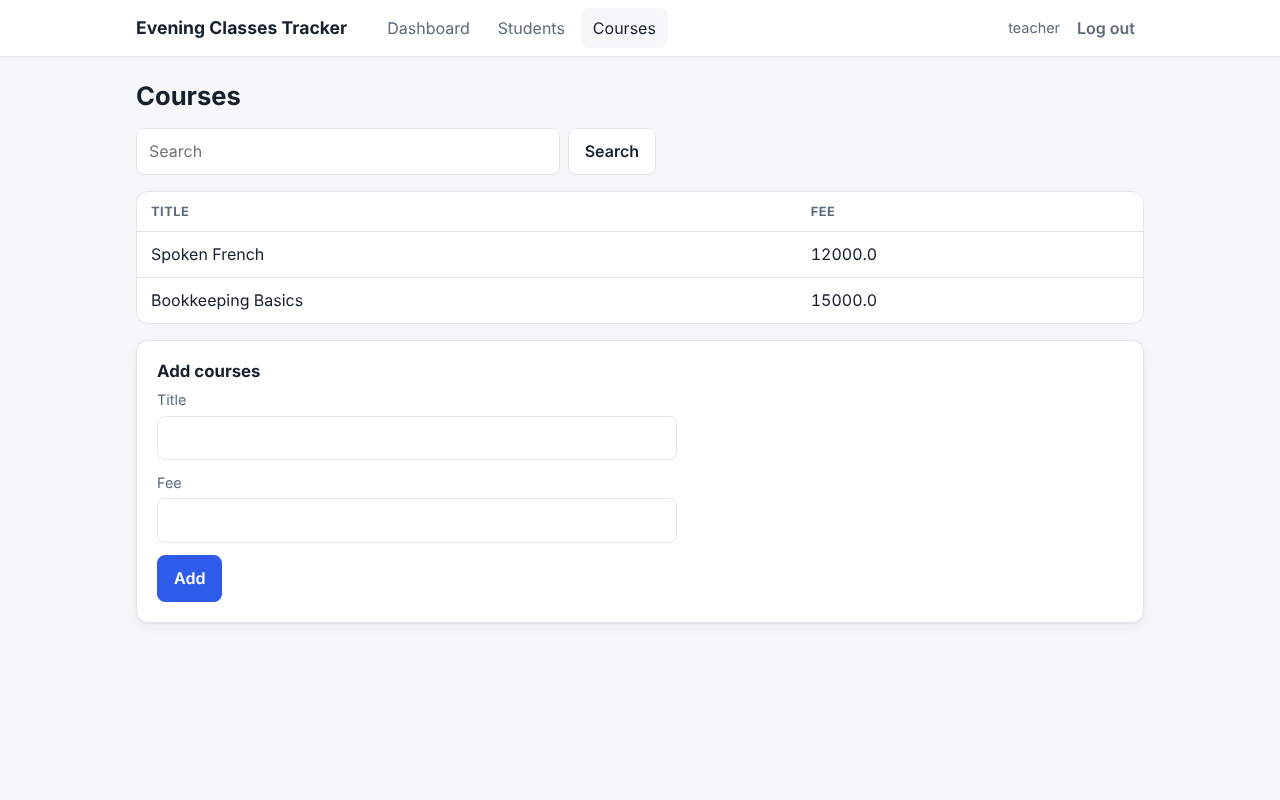 Evening Classes Tracker Dashboard Students Courses teacher Log out
Courses
Search Search
TITLE FEE
Spoken French 12000.0
Bookkeeping Basics 15000.0
Add courses
Title
Fee
Add